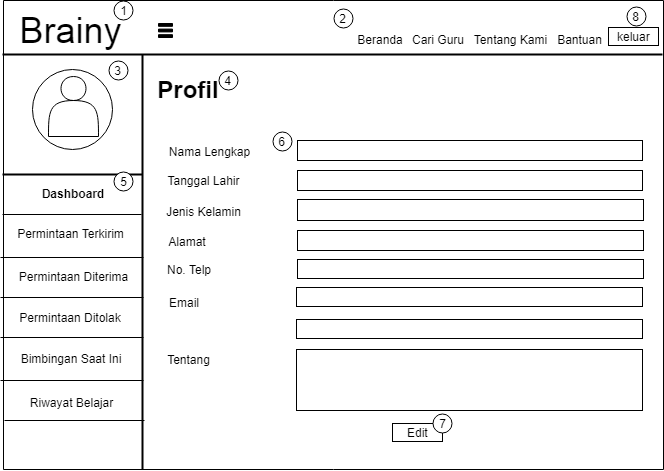 Brainy
1
2
8
Beranda Cari Guru Tentang Kami Bantuan keluar
3
Profil
4
5
Dashboard
Permintaan Terkirim
Permintaan Diterima
Permintaan Ditolak
Bimbingan Saat Ini
Riwayat Belajar
6
Nama Lengkap
Tanggal Lahir
Jenis Kelamin
Alamat
No. Telp
Email
Tentang
Edit
7